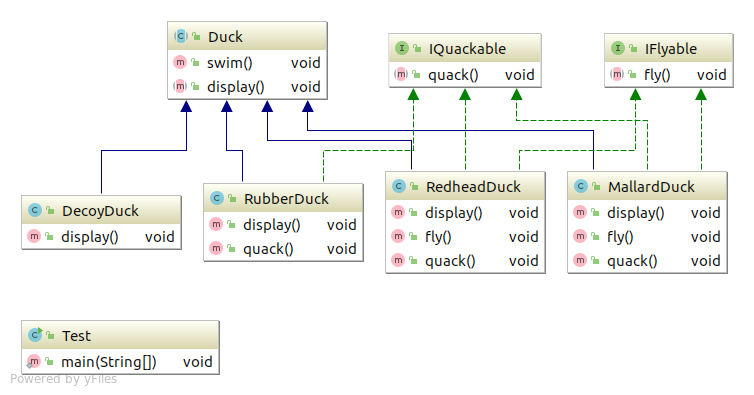 Duck
swim() void
display() void
IQuackable
quack() void
IFlyable
fly() void
DecoyDuck
display() void
RubberDuck
display() void
quack() void
RedheadDuck
display() void
fly() void
quack() void
MallardDuck
display() void
fly() void
quack() void
Test
main(String[]) void
Powered by yFiles